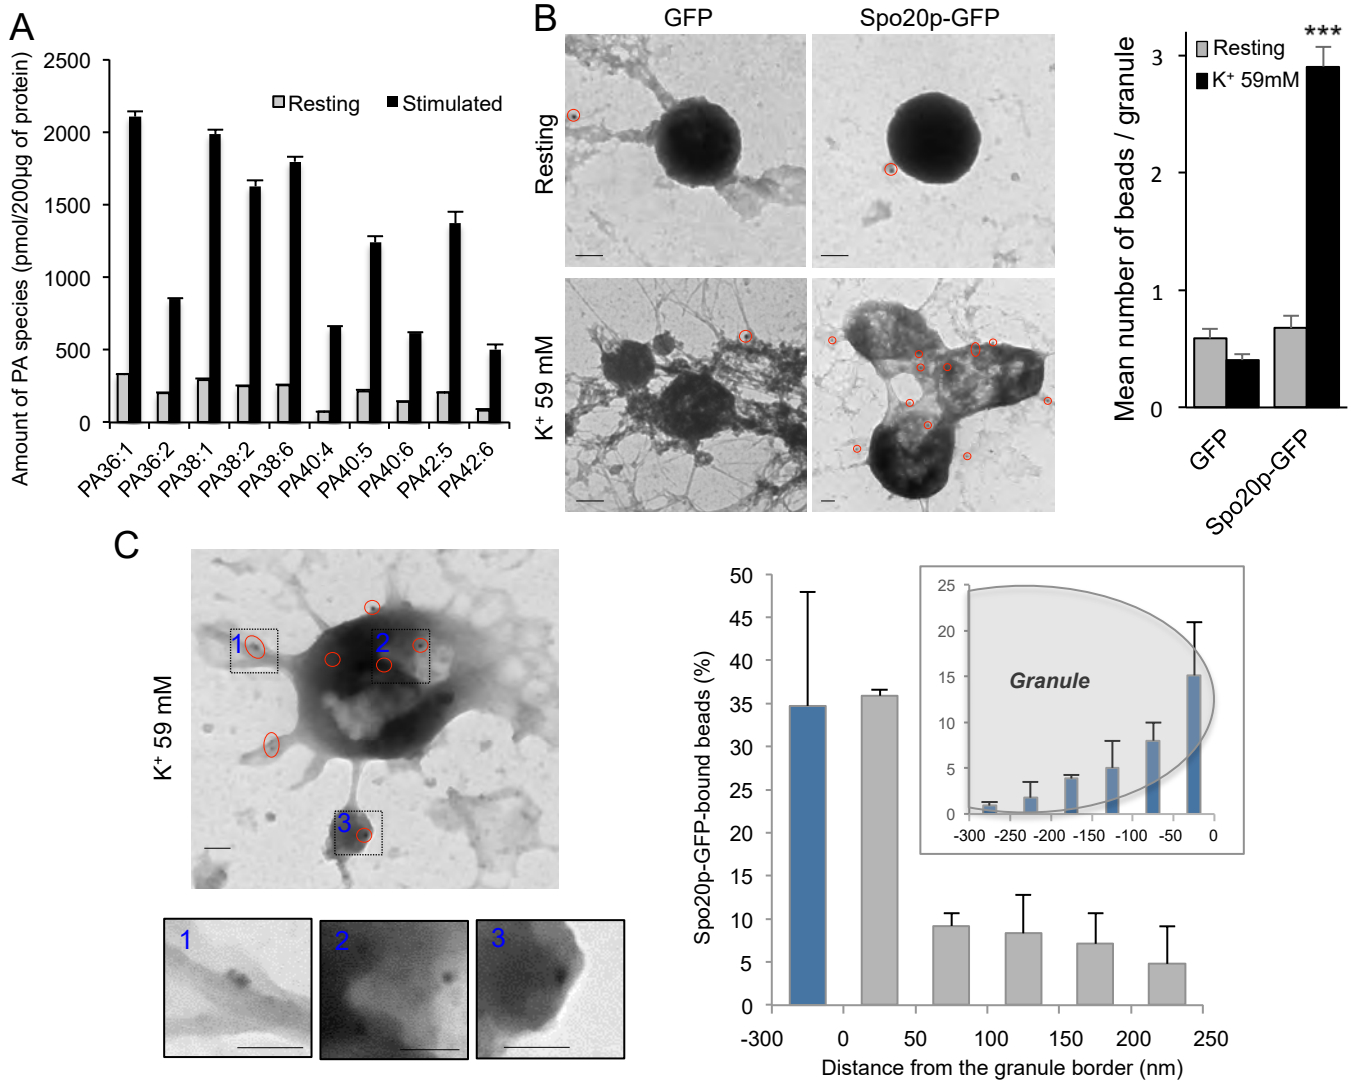 A
Amount of PA species (pmol/200µg of protein)
2500
2000
1500
1000
500
0
Resting
Stimulated
PA36:1
PA36:2
PA38:1
PA38:2
PA38:6
PA40:4
PA40:5
PA40:6
PA42:5
PA42:6
B
GFP
Spo20p-GFP
Resting
K+ 59 mM
Mean number of beads / granule
3
2
1
0
Resting
K+ 59mM
***
GFP
Spo20p-GFP
C
K+ 59 mM
1
2
3
1
2
3
Spo20p-GFP-bound beads (%)
50
45
40
35
30
25
20
15
10
5
0
-300
0
50
100
150
200
250
Distance from the granule border (nm)
25
20
15
10
5
0
Granule
-300
-250
-200
-150
-100
-50
0